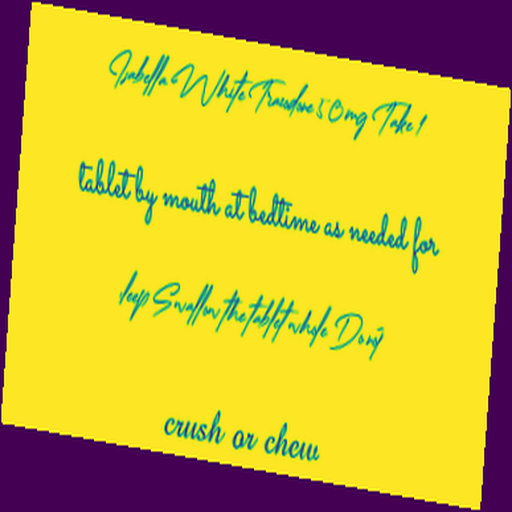 Isabella White Trazodone 50mg Take 1
tablet by mouth at bedtime as needed for
sleep Swallow the tablet whole Don't
crush or chew